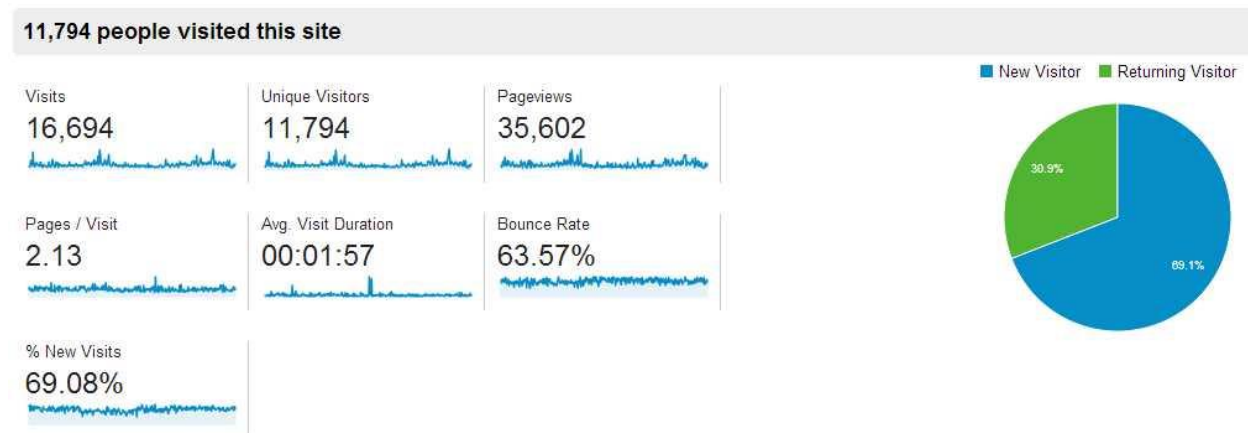 11,794 people visited this site
New Visitor Returning Visitor
Visits
16,694
Unique Visitors
11,794
Pageviews
35,602
Pages / Visit
2.13
Avg. Visit Duration
00:01:57
Bounce Rate
63.57%
% New Visits
69.08%
30.9%
69.1%